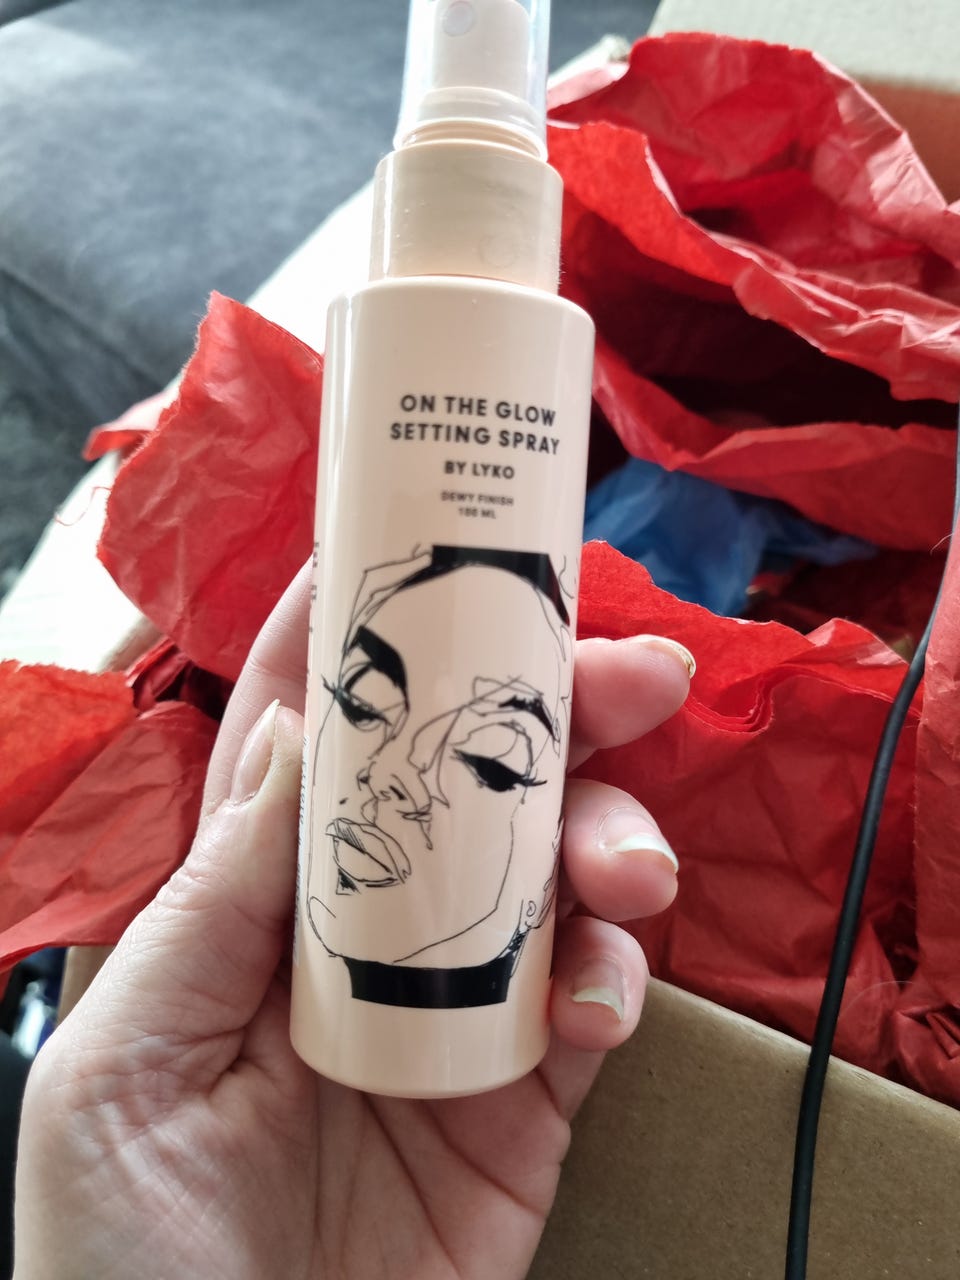 ON THE GLOW
SETTING SPRAY
BY LYKO
DEWY FINISH
100 ML